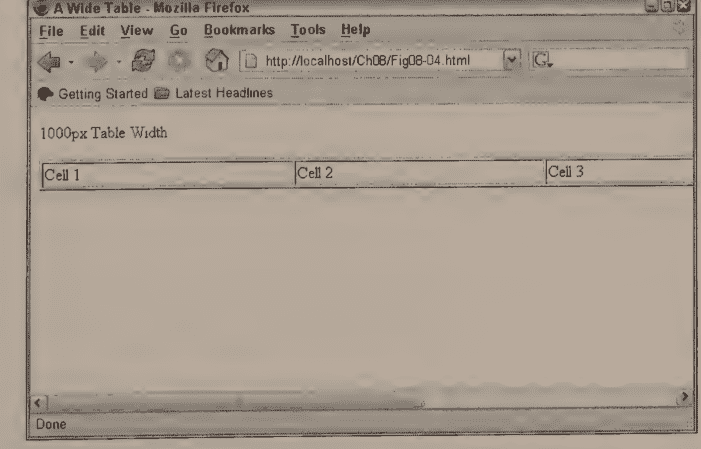 A Wide Table - Mozilla Firefox
File Edit View Go Bookmarks Tools Help
http://localhost/Ch08/Fig08-04.html G
Getting Started Latest Headlines
1000px Table Width
Cell 1 Cell 2 Cell 3
Done